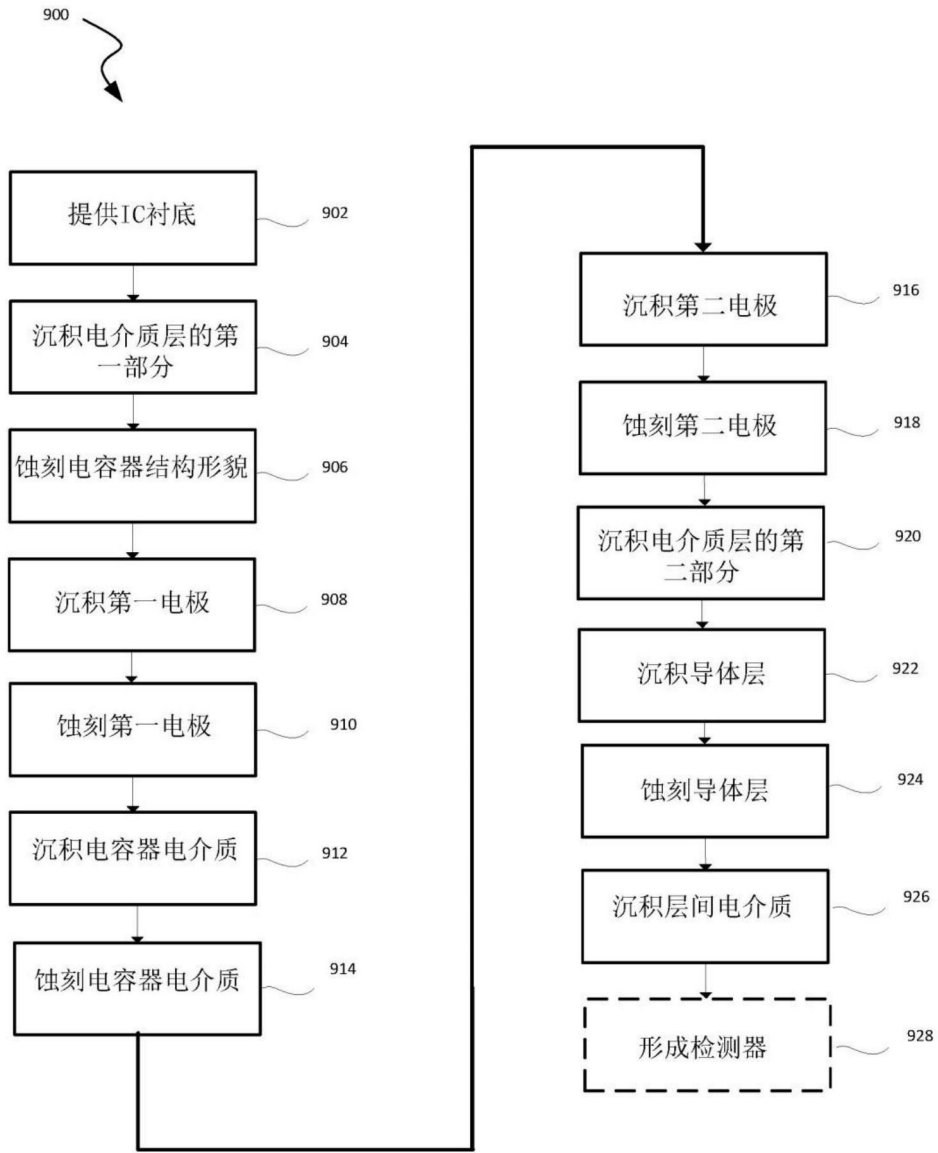 900
提供IC衬底
902
沉积电介质层的第
一部分
904
蚀刻电容器结构形貌
906
沉积第一电极
908
蚀刻第一电极
910
沉积电容器电介质
912
蚀刻电容器电介质
914
沉积第二电极
916
蚀刻第二电极
918
沉积电介质层的第
二部分
920
沉积导体层
922
蚀刻导体层
924
沉积层间电介质
926
形成检测器
928